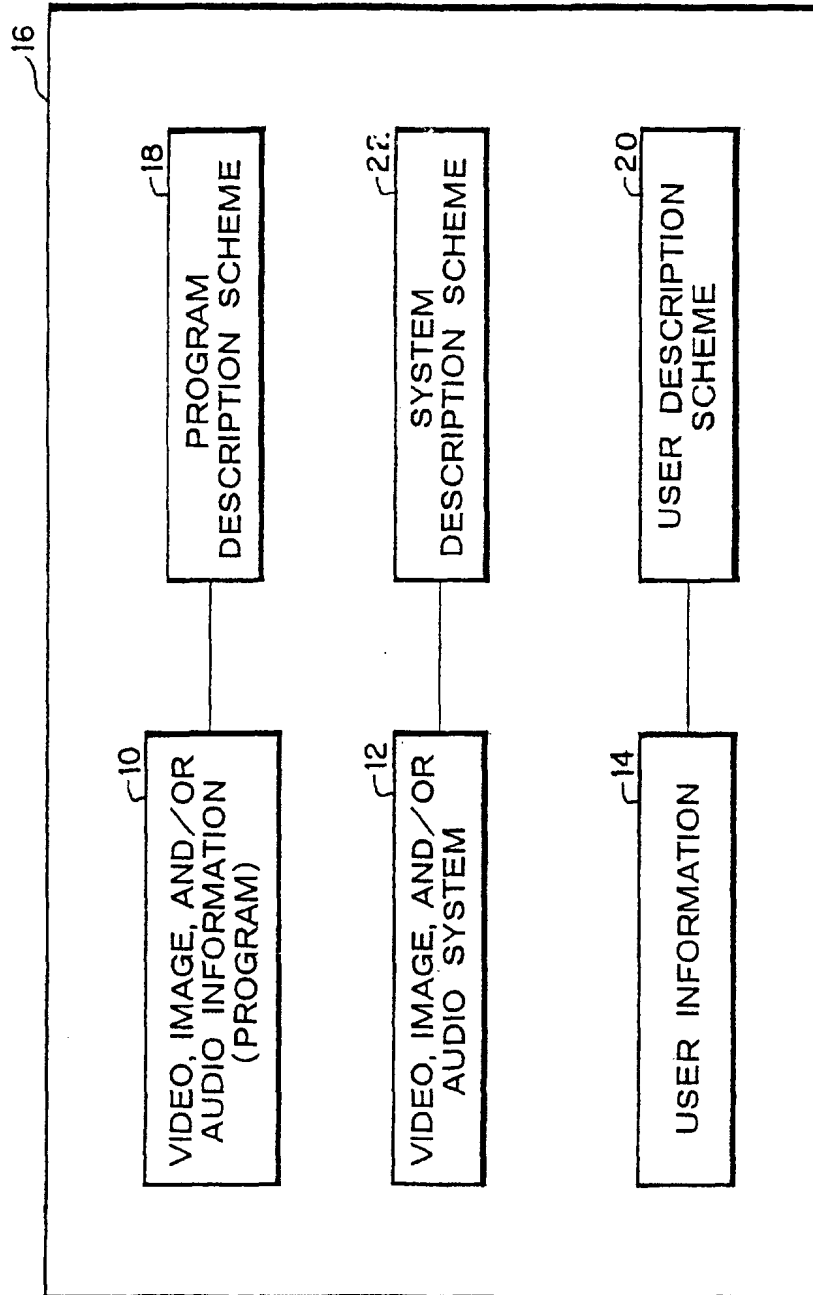 16
10
VIDEO, IMAGE, AND/OR
AUDIO INFORMATION
(PROGRAM)
18
PROGRAM
DESCRIPTION SCHEME
12
VIDEO, IMAGE, AND/OR
AUDIO SYSTEM
22
SYSTEM
DESCRIPTION SCHEME
14
USER INFORMATION
20
USER DESCRIPTION
SCHEME